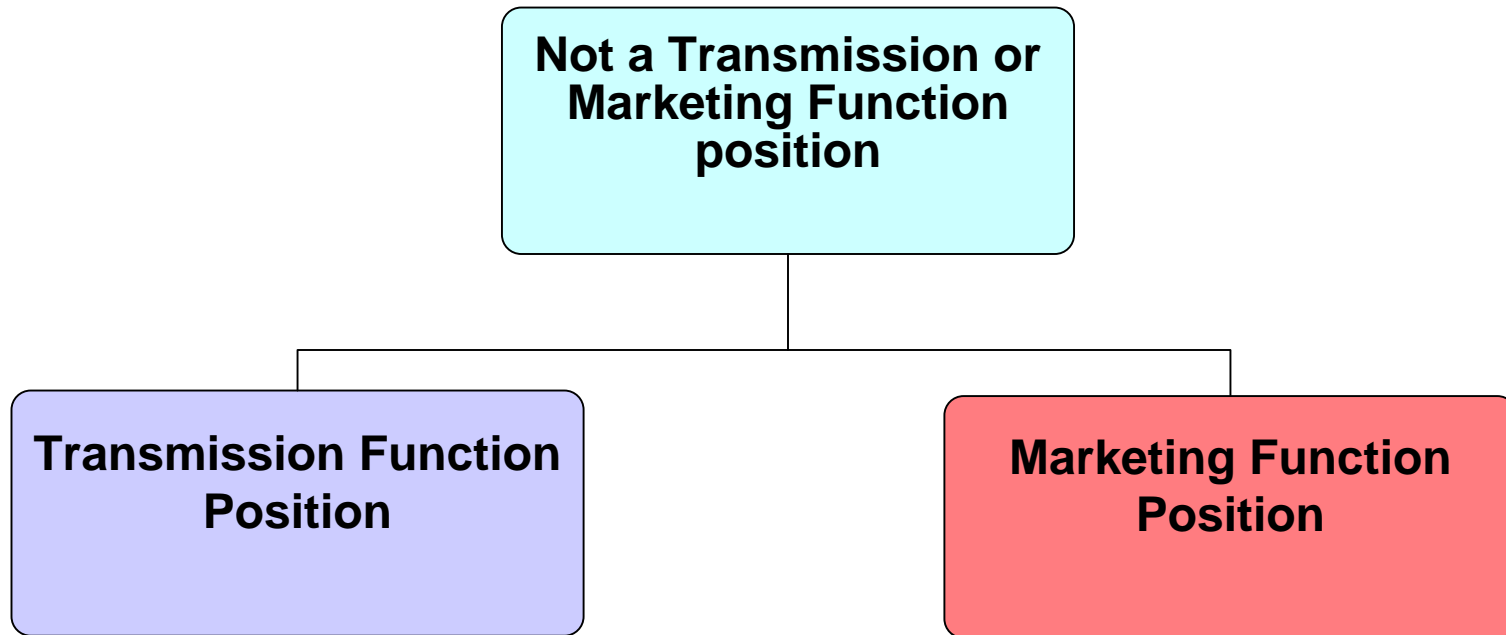 Not a Transmission or
Marketing Function
position
Transmission Function
Position
Marketing Function
Position